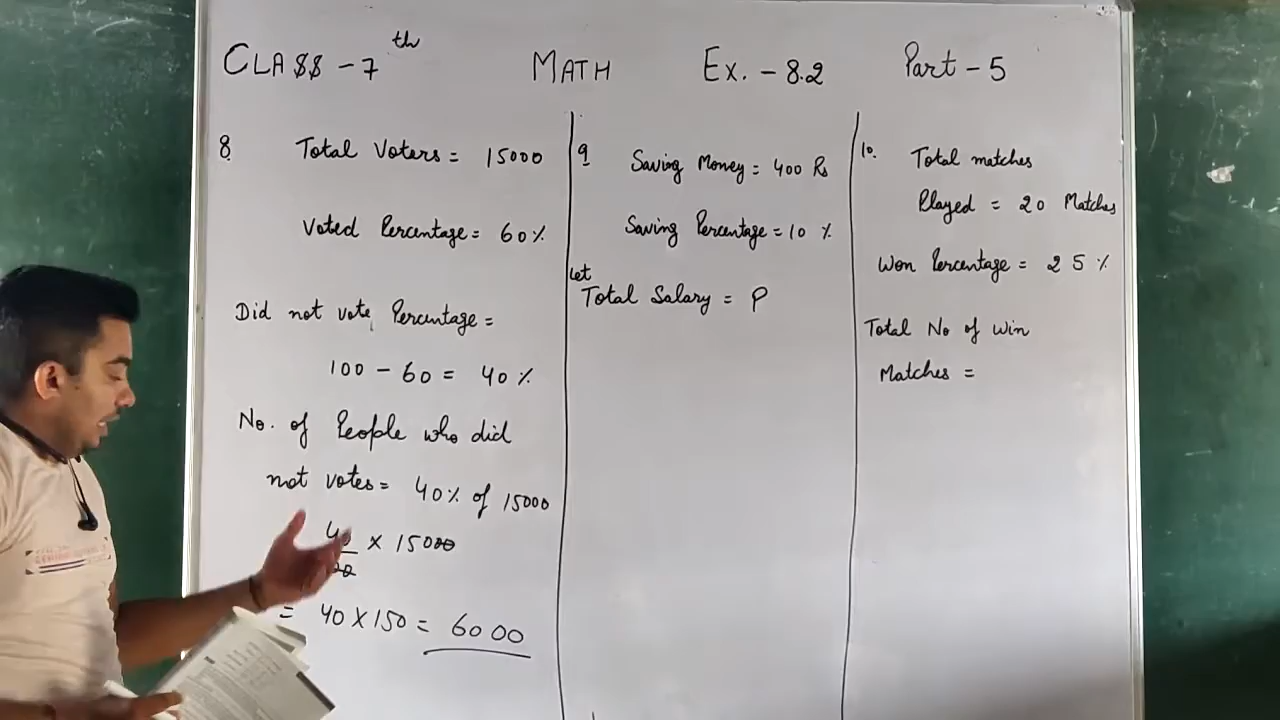 CLASS - 7th MATH Ex. - 8.2 Part - 5
8. Total Voters = 15000
Voted Percentage = 60%
Did not vote Percentage =
100 - 60 = 40%
No. of People who did
not votes = 40% of 15000
40 × 15000
00
= 40 × 150 = 6000
9 Saving Money = 400 Rs
Saving Percentage = 10 %
Let
Total Salary = P
10. Total matches
Played = 20 Matches
Won Percentage = 25%
Total No of win
Matches =